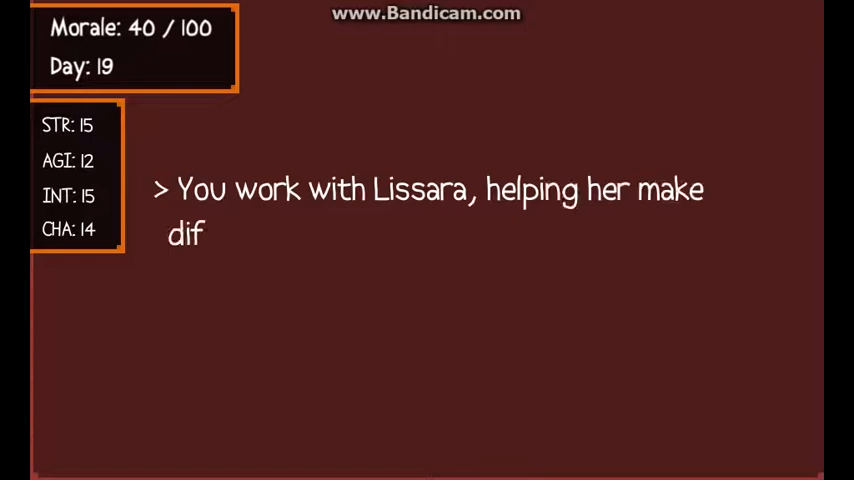 www.Bandicam.com
Morale: 40 / 100
Day: 19
STR: 15
AGI: 12
INT: 15
CHA: 14
> You work with Lissara, helping her make
dif